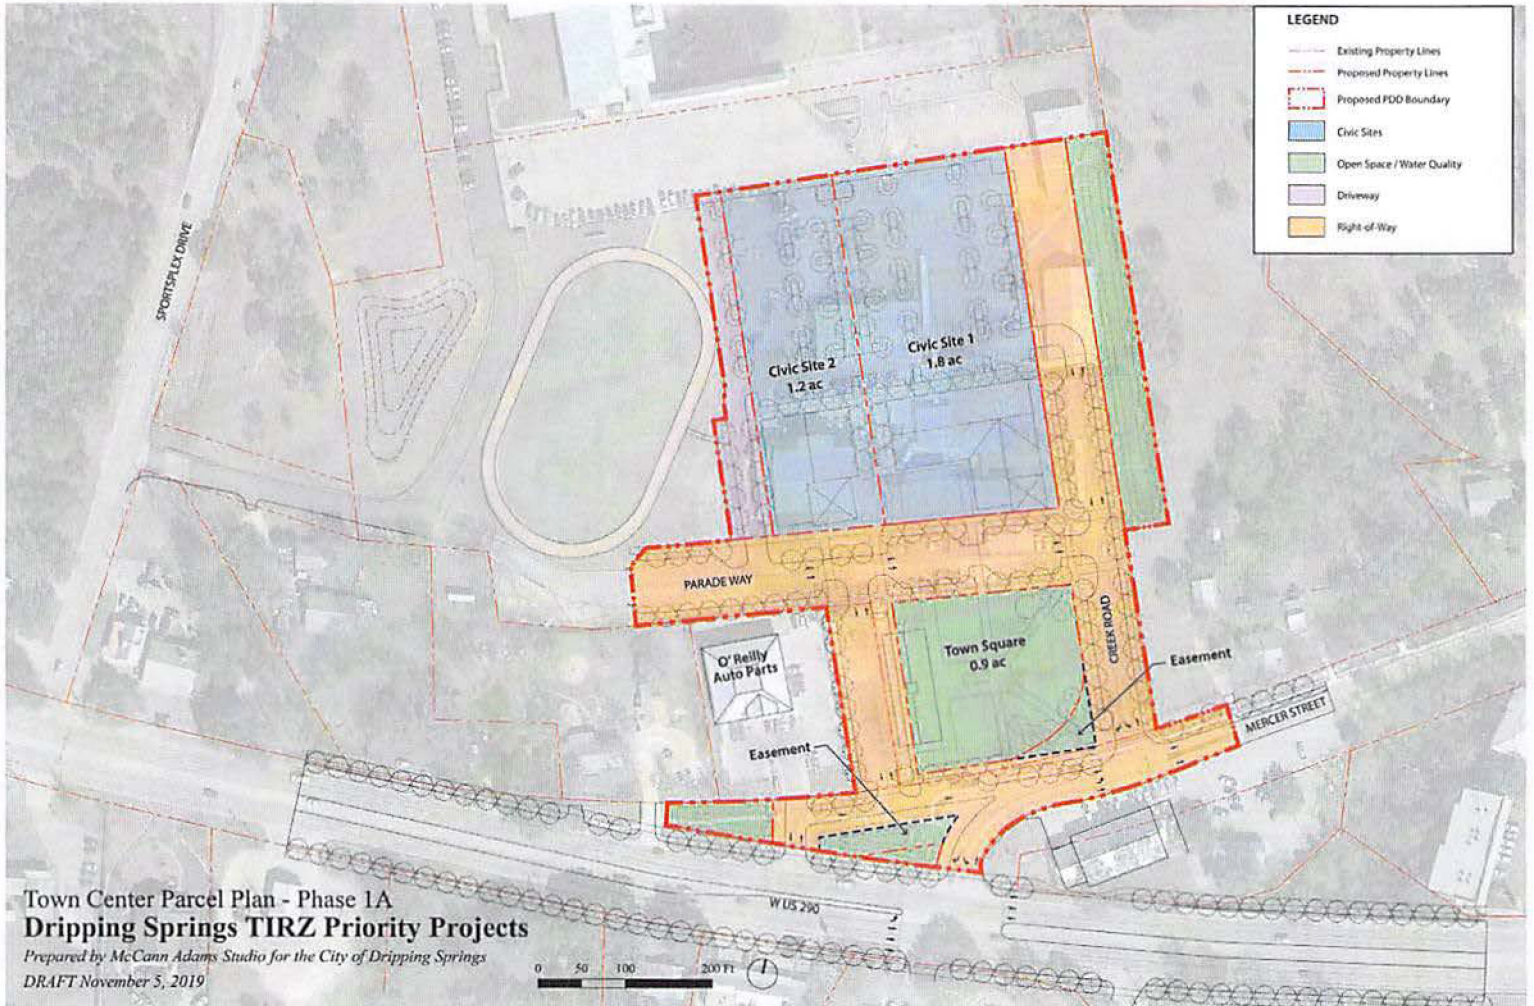 LEGEND
Existing Property Lines
Proposed Property Lines
Proposed PDD Boundary
Civic Sites
Open Space / Water Quality
Driveway
Right-of-Way
SPORTSPLEX DRIVE
Civic Site 2
1.2 ac
Civic Site 1
1.8 ac
PARADE WAY
Town Square
0.9 ac
CREEK ROAD
Easement
O' Reilly
Auto Parts
Easement
MERCER STREET
W US 290
Town Center Parcel Plan - Phase 1A
Dripping Springs TIRZ Priority Projects
Prepared by McCann Adams Studio for the City of Dripping Springs
DRAFT November 5, 2019
0 50 100 200 Ft